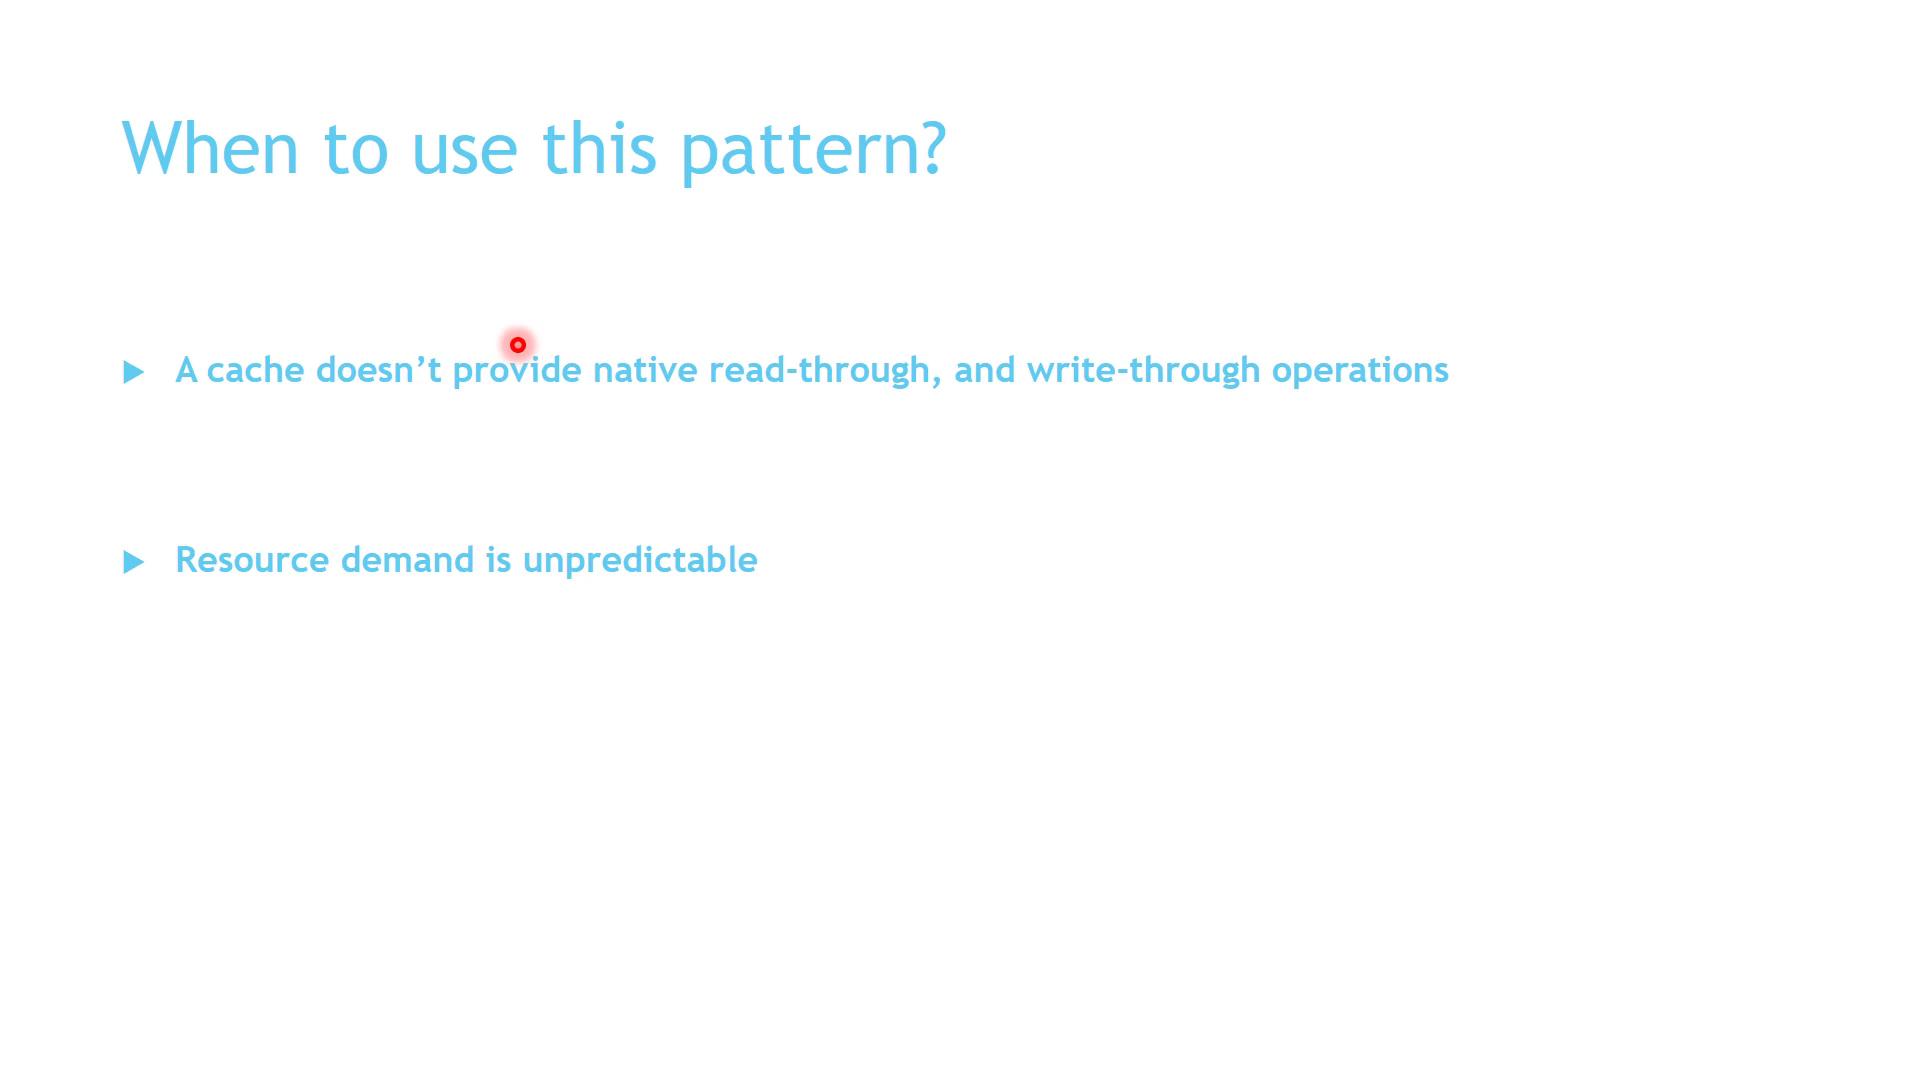 When to use this pattern?
A cache doesn’t provide native read-through, and write-through operations
Resource demand is unpredictable